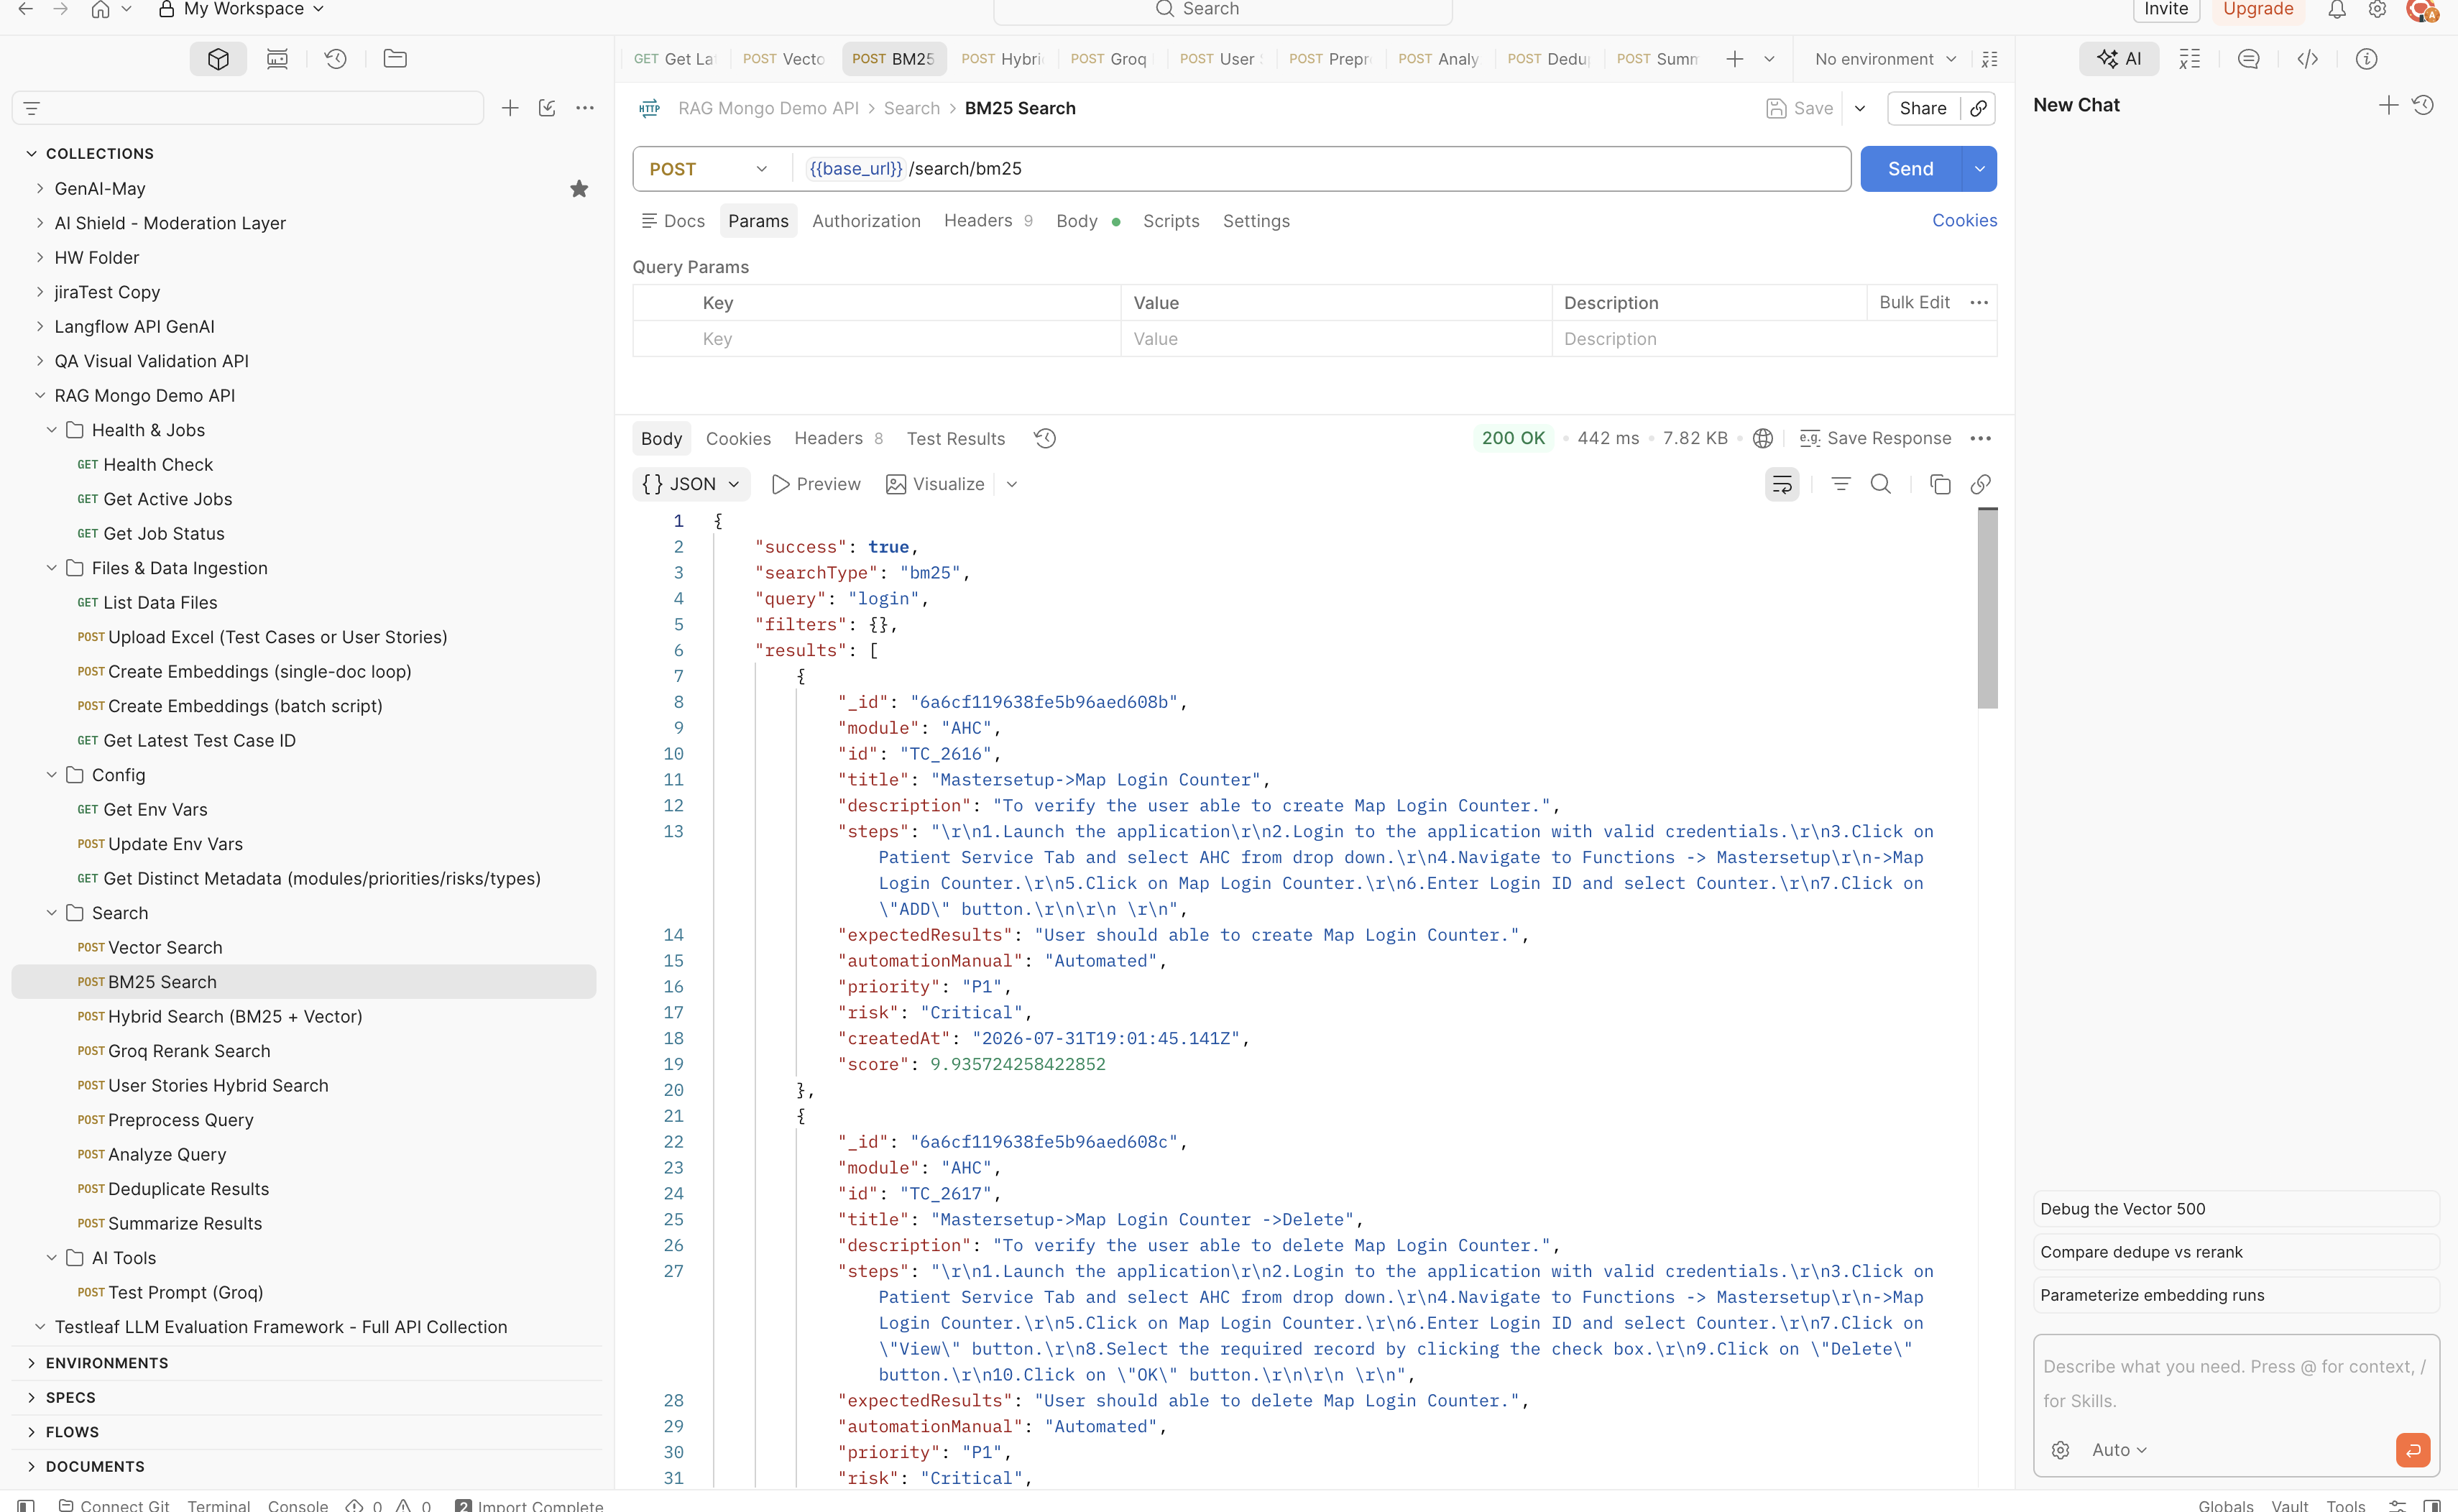 My Workspace
Search
Invite
Upgrade
GET Get La
POST Vecto
POST BM25
POST Hybri
POST Groq
POST User
POST Prepr
POST Analy
POST Dedu
POST Summ
No environment
AI
COLLECTIONS
GenAI-May
AI Shield - Moderation Layer
HW Folder
jiraTest Copy
Langflow API GenAI
QA Visual Validation API
RAG Mongo Demo API
Health & Jobs
GET Health Check
GET Get Active Jobs
GET Get Job Status
Files & Data Ingestion
GET List Data Files
POST Upload Excel (Test Cases or User Stories)
POST Create Embeddings (single-doc loop)
POST Create Embeddings (batch script)
GET Get Latest Test Case ID
Config
GET Get Env Vars
POST Update Env Vars
GET Get Distinct Metadata (modules/priorities/risks/types)
Search
POST Vector Search
POST BM25 Search
POST Hybrid Search (BM25 + Vector)
POST Groq Rerank Search
POST User Stories Hybrid Search
POST Preprocess Query
POST Analyze Query
POST Deduplicate Results
POST Summarize Results
AI Tools
POST Test Prompt (Groq)
Testleaf LLM Evaluation Framework - Full API Collection
ENVIRONMENTS
SPECS
FLOWS
DOCUMENTS
HTTP RAG Mongo Demo API > Search > BM25 Search
Save
Share
POST
{{base_url}} /search/bm25
Send
Docs
Params
Authorization
Headers 9
Body
Scripts
Settings
Cookies
Query Params
Key Value Description Bulk Edit
Key Value Description
Body
Cookies
Headers 8
Test Results
200 OK
442 ms
7.82 KB
e.g. Save Response
{} JSON
Preview
Visualize
1 {
2 "success": true,
3 "searchType": "bm25",
4 "query": "login",
5 "filters": {},
6 "results": [
7 {
8 "_id": "6a6cf119638fe5b96aed608b",
9 "module": "AHC",
10 "id": "TC_2616",
11 "title": "Mastersetup->Map Login Counter",
12 "description": "To verify the user able to create Map Login Counter.",
13 "steps": "\r\n1.Launch the application\r\n2.Login to the application with valid credentials.\r\n3.Click on
Patient Service Tab and select AHC from drop down.\r\n4.Navigate to Functions -> Mastersetup\r\n->Map
Login Counter.\r\n5.Click on Map Login Counter.\r\n6.Enter Login ID and select Counter.\r\n7.Click on
\"ADD\" button.\r\n\r\n \r\n",
14 "expectedResults": "User should able to create Map Login Counter.",
15 "automationManual": "Automated",
16 "priority": "P1",
17 "risk": "Critical",
18 "createdAt": "2026-07-31T19:01:45.141Z",
19 "score": 9.935724258422852
20 },
21 {
22 "_id": "6a6cf119638fe5b96aed608c",
23 "module": "AHC",
24 "id": "TC_2617",
25 "title": "Mastersetup->Map Login Counter ->Delete",
26 "description": "To verify the user able to delete Map Login Counter.",
27 "steps": "\r\n1.Launch the application\r\n2.Login to the application with valid credentials.\r\n3.Click on
Patient Service Tab and select AHC from drop down.\r\n4.Navigate to Functions -> Mastersetup\r\n->Map
Login Counter.\r\n5.Click on Map Login Counter.\r\n6.Enter Login ID and select Counter.\r\n7.Click on
\"View\" button.\r\n8.Select the required record by clicking the check box.\r\n9.Click on \"Delete\"
button.\r\n10.Click on \"OK\" button.\r\n\r\n \r\n",
28 "expectedResults": "User should able to delete Map Login Counter.",
29 "automationManual": "Automated",
30 "priority": "P1",
31 "risk": "Critical",
New Chat
Debug the Vector 500
Compare dedupe vs rerank
Parameterize embedding runs
Describe what you need. Press @ for context, /
for Skills.
Auto
Connect Git
Terminal
Console
0
0
2 Import Complete
Globals
Vault
Tools